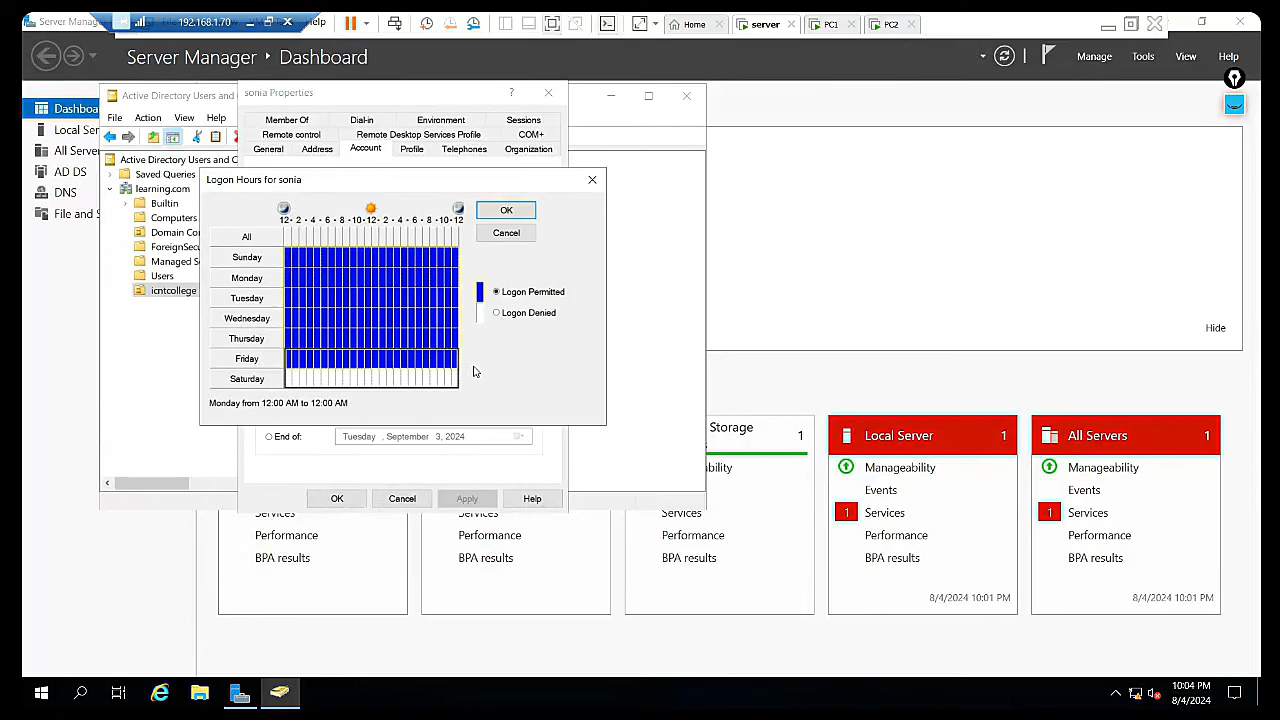 Server Manag
192.168.1.70
Help
Home
server
PC1
PC2
Server Manager
Dashboard
Manage
Tools
View
Help
Dashboa
Local Ser
All Serve
AD DS
DNS
File and S
Active Directory Users and
File
Action
View
Help
Active Directory Users and C
Saved Queries
learning.com
Builtin
Computers
Domain Con
ForeignSecu
Managed Se
Users
icntcollege
sonia Properties
?
Member Of
Dial-in
Environment
Sessions
Remote control
Remote Desktop Services Profile
COM+
General
Address
Account
Profile
Telephones
Organization
Logon Hours for sonia
12 · 2 · 4 · 6 · 8 · 10 · 12 · 2 · 4 · 6 · 8 · 10 · 12
OK
Cancel
All
Sunday
Monday
Tuesday
Wednesday
Thursday
Friday
Saturday
Logon Permitted
Logon Denied
Monday from 12:00 AM to 12:00 AM
End of:
Tuesday , September 3, 2024
OK
Cancel
Apply
Help
Hide
Storage
1
Local Server
1
All Servers
1
Manageability
Manageability
Events
Events
Services
Services
Services
1
Services
1
Services
Performance
Performance
Performance
Performance
Performance
BPA results
BPA results
BPA results
BPA results
BPA results
8/4/2024 10:01 PM
8/4/2024 10:01 PM
10:04 PM
8/4/2024